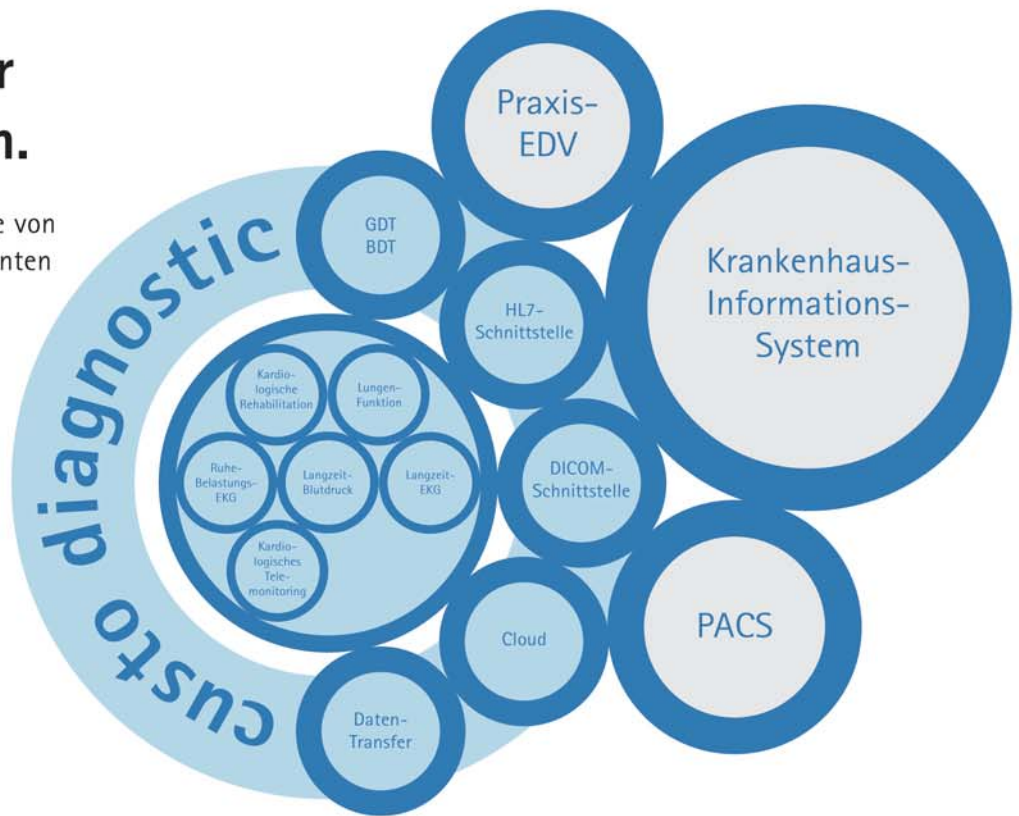 r
n.
e von
nten
custo diagnostic
Praxis-
EDV
GDT
BDT
HL7-
Schnittstelle
Krankenhaus-
Informations-
System
Kardio-
logische
Rehabilitation
Lungen-
Funktion
Ruhe-
Belastungs-
EKG
Langzeit-
Blutdruck
Langzeit-
EKG
DICOM-
Schnittstelle
Kardio-
logisches
Tele-
monitoring
Cloud
PACS
Daten-
Transfer